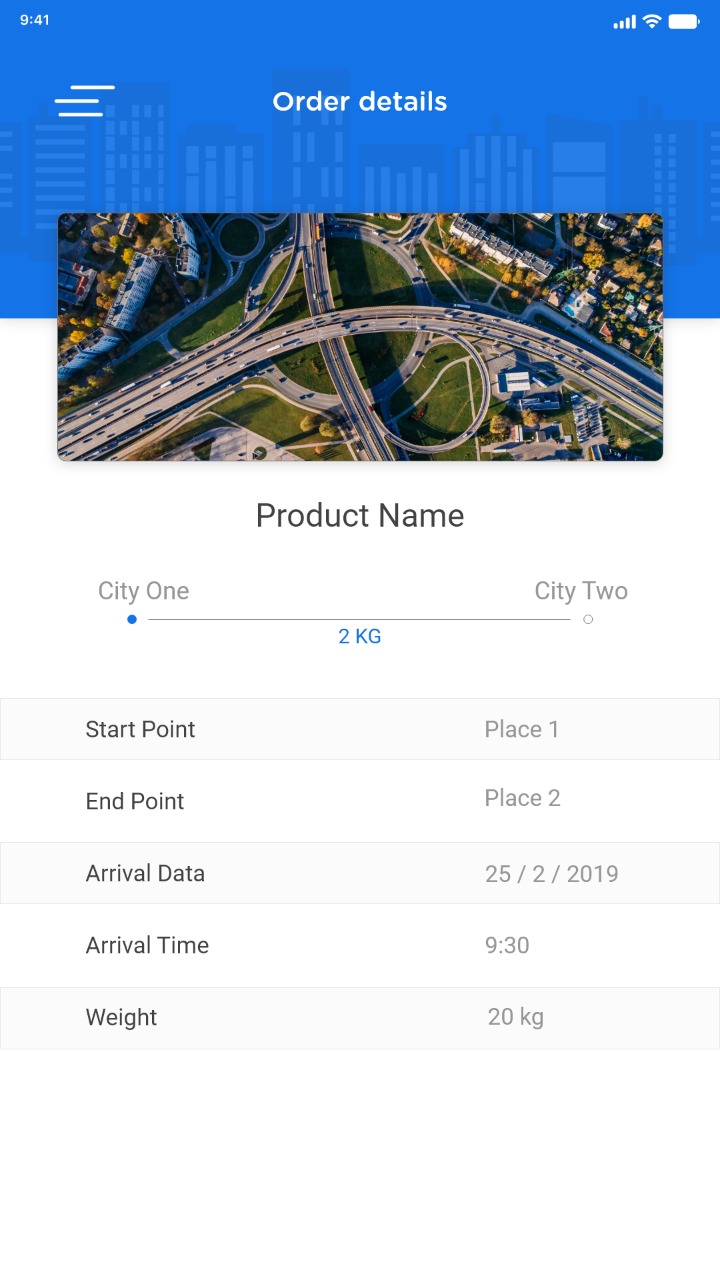 9:41
Order details
Product Name
City One City Two
2 KG
Start Point Place 1
End Point Place 2
Arrival Data 25 / 2 / 2019
Arrival Time 9:30
Weight 20 kg